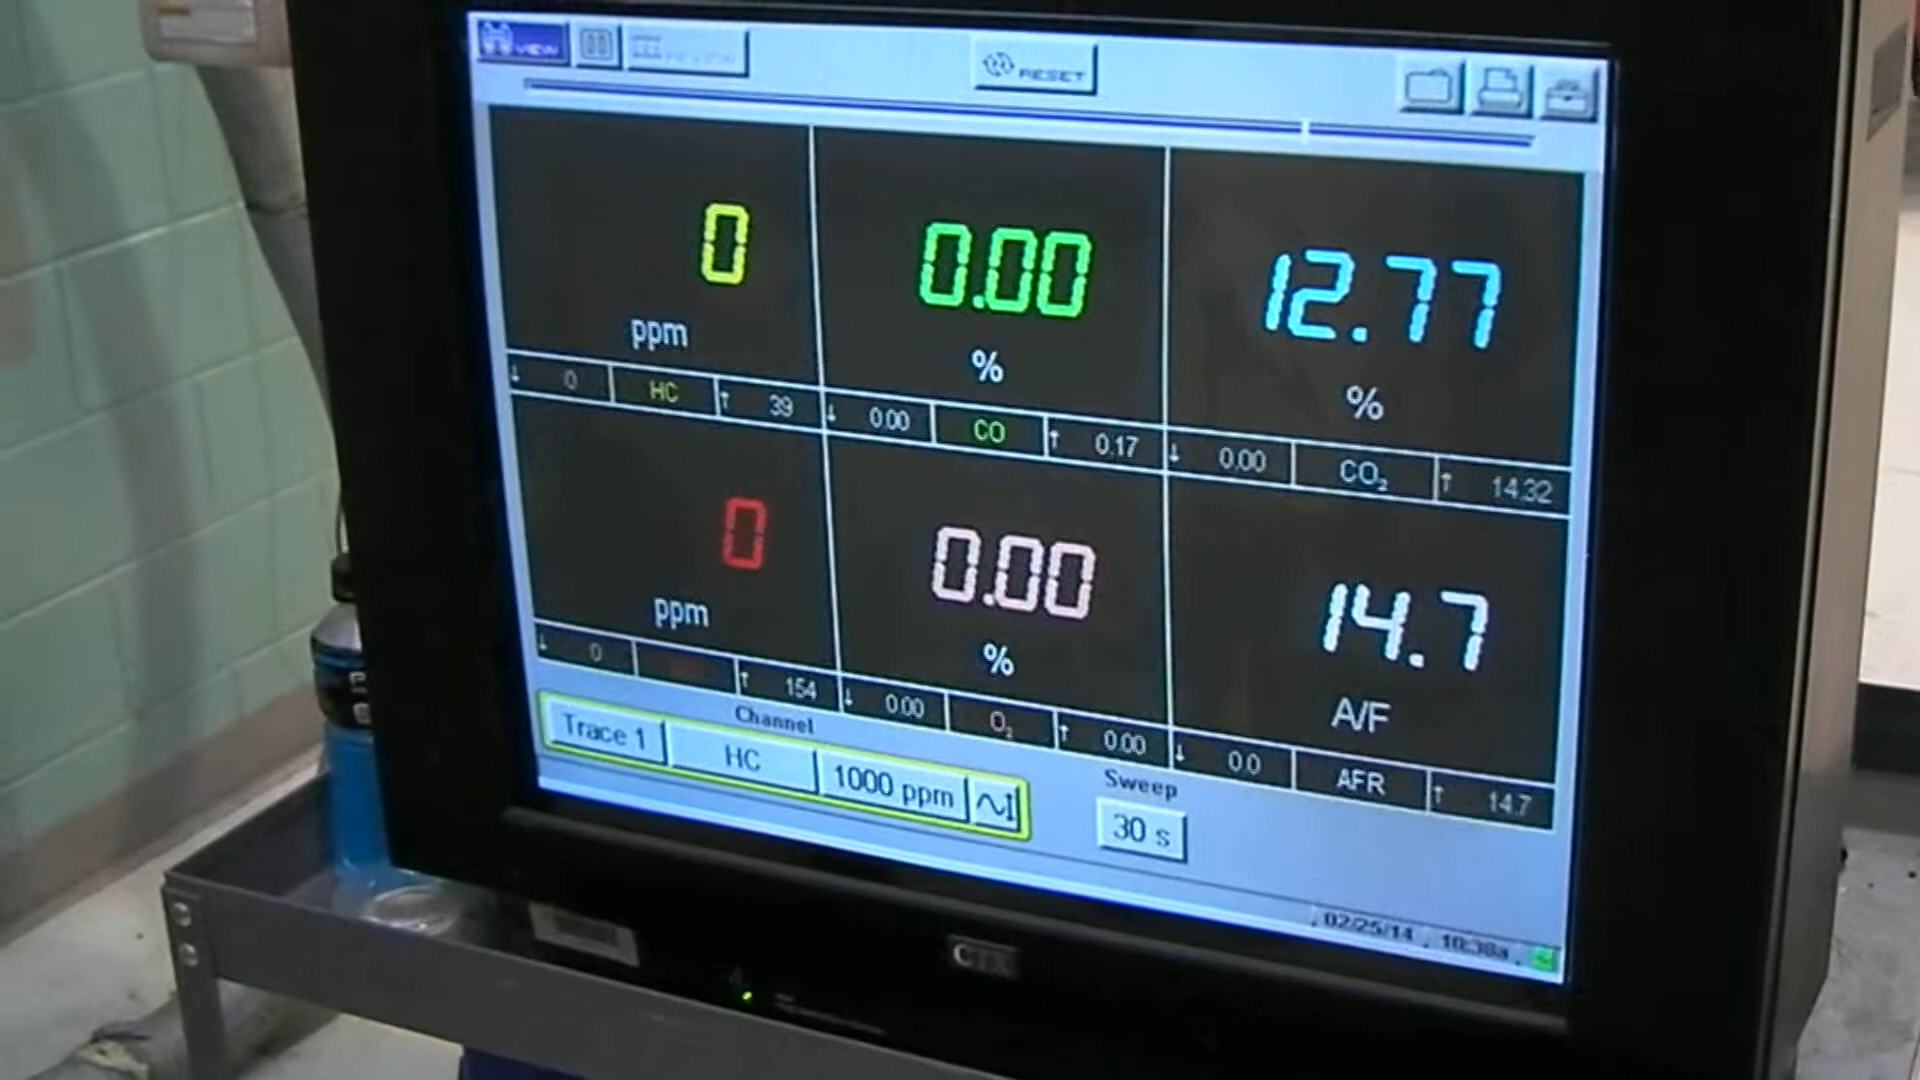 VIEW
RESET
0 0.00 12.77
ppm % %
↓ 0 HC ↑ 39 ↓ 0.00 CO ↑ 0.17 ↓ 0.00 CO₂ ↑ 14.32
0 0.00 14.7
ppm % A/F
↓ 0 ↑ 154 ↓ 0.00 O₂ ↑ 0.00 ↓ 0.0 AFR ↑ 14.7
Channel
Trace 1 HC 1000 ppm
Sweep
30 s
02/25/14 10:38a